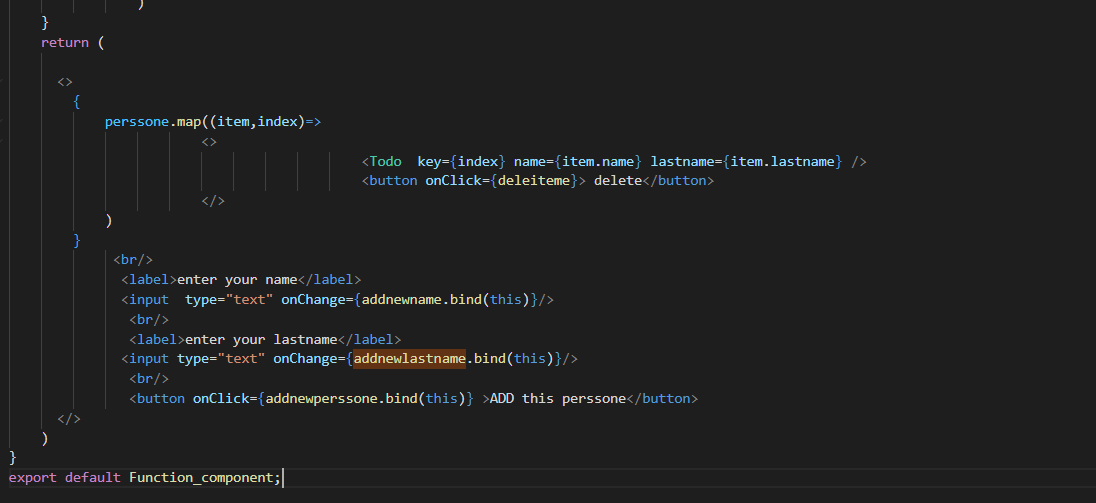 )
}
return (
<>
{
perssone.map((item,index)=>
<>
<Todo  key={index} name={item.name} lastname={item.lastname} />
<button onClick={deleiteme}> delete</button>
</>
)
}
<br/>
<label>enter your name</label>
<input  type="text" onChange={addnewname.bind(this)}/>
<br/>
<label>enter your lastname</label>
<input type="text" onChange={addnewlastname.bind(this)}/>
<br/>
<button onClick={addnewperssone.bind(this)} >ADD this perssone</button>
</>
)
}
export default Function_component;